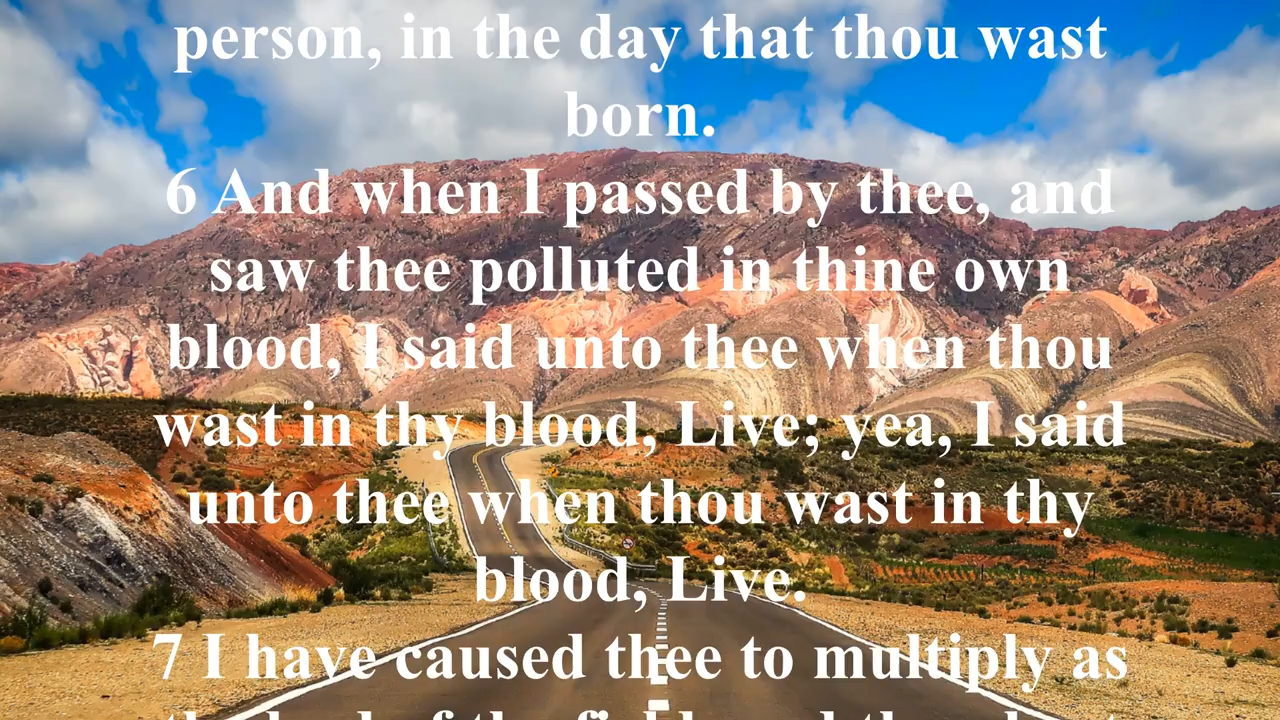 person, in the day that thou wast
born.
6 And when I passed by thee, and
saw thee polluted in thine own
blood, I said unto thee when thou
wast in thy blood, Live; yea, I said
unto thee when thou wast in thy
blood, Live.
7 I have caused thee to multiply as